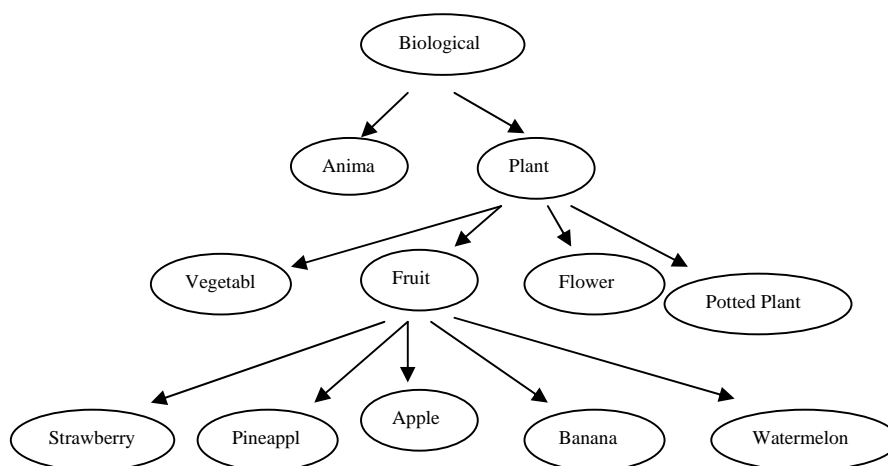 Biological
Anima
Plant
Vegetabl
Fruit
Flower
Potted Plant
Strawberry
Pineappl
Apple
Banana
Watermelon